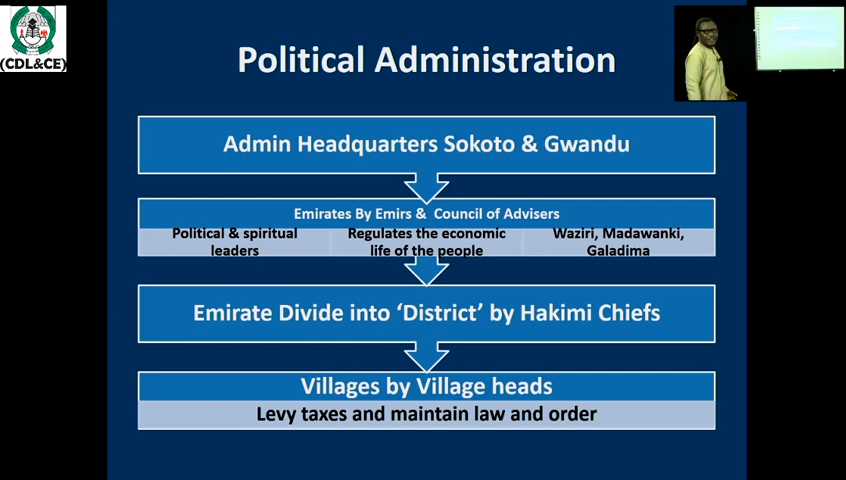 (CDL&CE)
Political Administration
Admin Headquarters Sokoto & Gwandu
Emirates By Emirs & Council of Advisers
Political & spiritual
leaders
Regulates the economic
life of the people
Waziri, Madawanki,
Galadima
Emirate Divide into ‘District’ by Hakimi Chiefs
Villages by Village heads
Levy taxes and maintain law and order